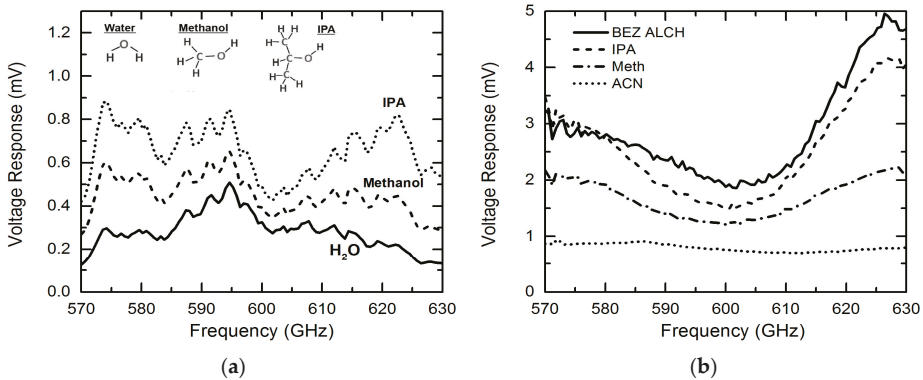 Water Methanol IPA
O H H
H H H C O H
H H C H C O H H C H H
1.2
1.0
0.8
0.6
0.4
0.2
0.0
Voltage Response (mV)
IPA
Methanol
H₂O
570 580 590 600 610 620 630
Frequency (GHz)
(a)
5
4
3
2
1
0
Voltage Response (mV)
BEZ ALCH
IPA
Meth
ACN
570 580 590 600 610 620 630
Frequency (GHz)
(b)